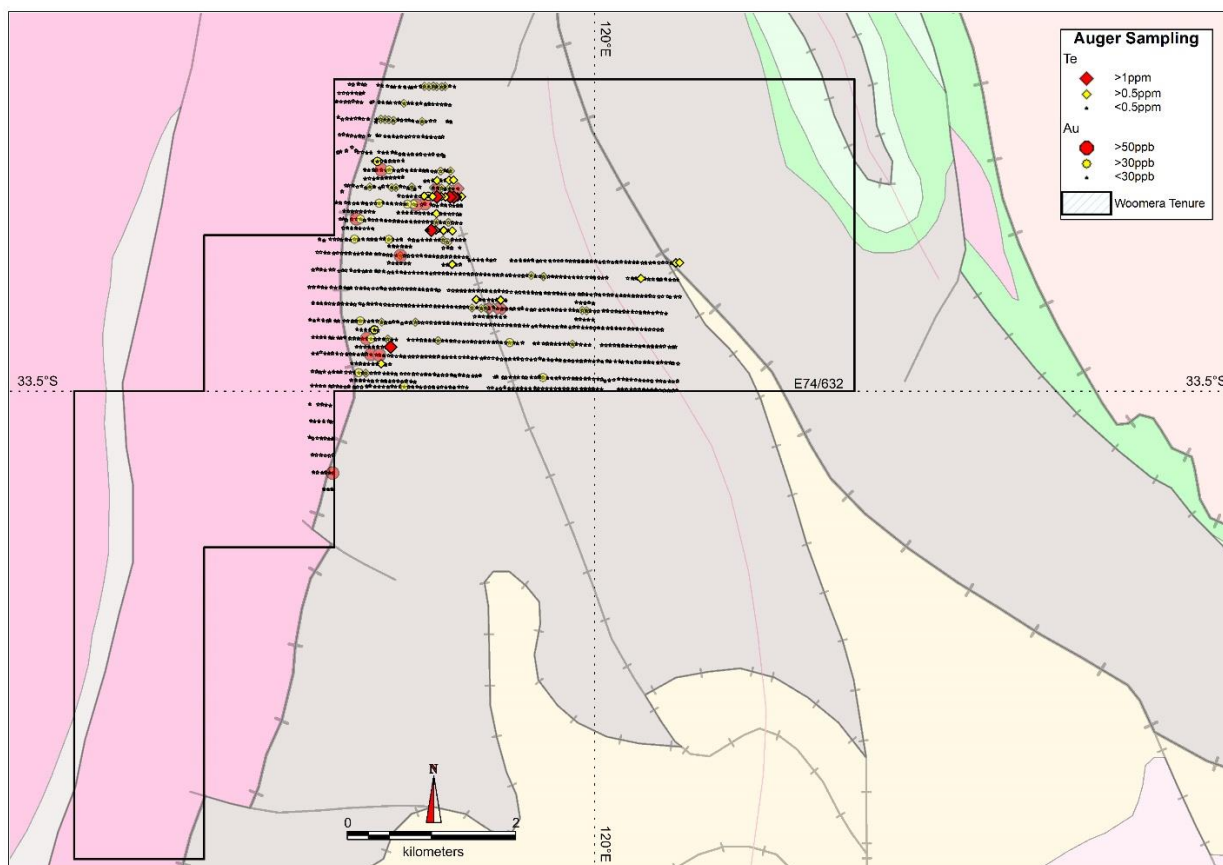 120°E
Auger Sampling
Te
>1ppm
>0.5ppm
<0.5ppm
Au
>50ppb
>30ppb
<30ppb
Woomera Tenure
33.5°S
E74/632
33.5°S
N
0 2
kilometers
120°E